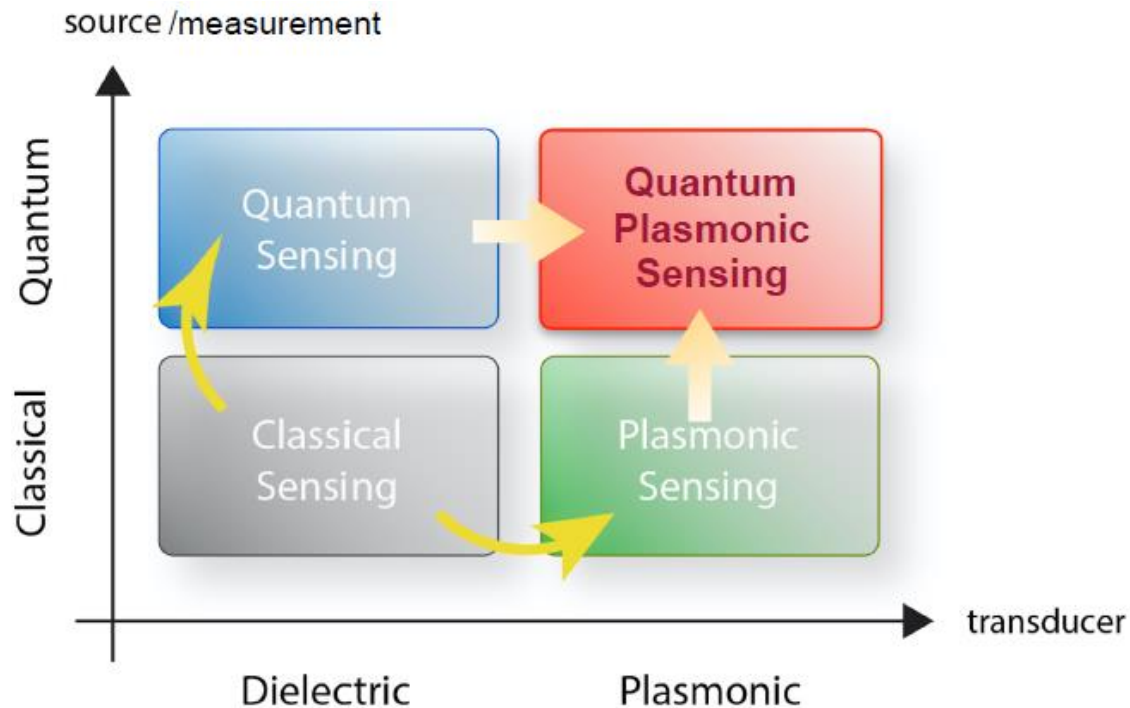 source /measurement
Quantum
Quantum
Sensing
Quantum
Plasmonic
Sensing
Classical
Classical
Sensing
Plasmonic
Sensing
transducer
Dielectric
Plasmonic